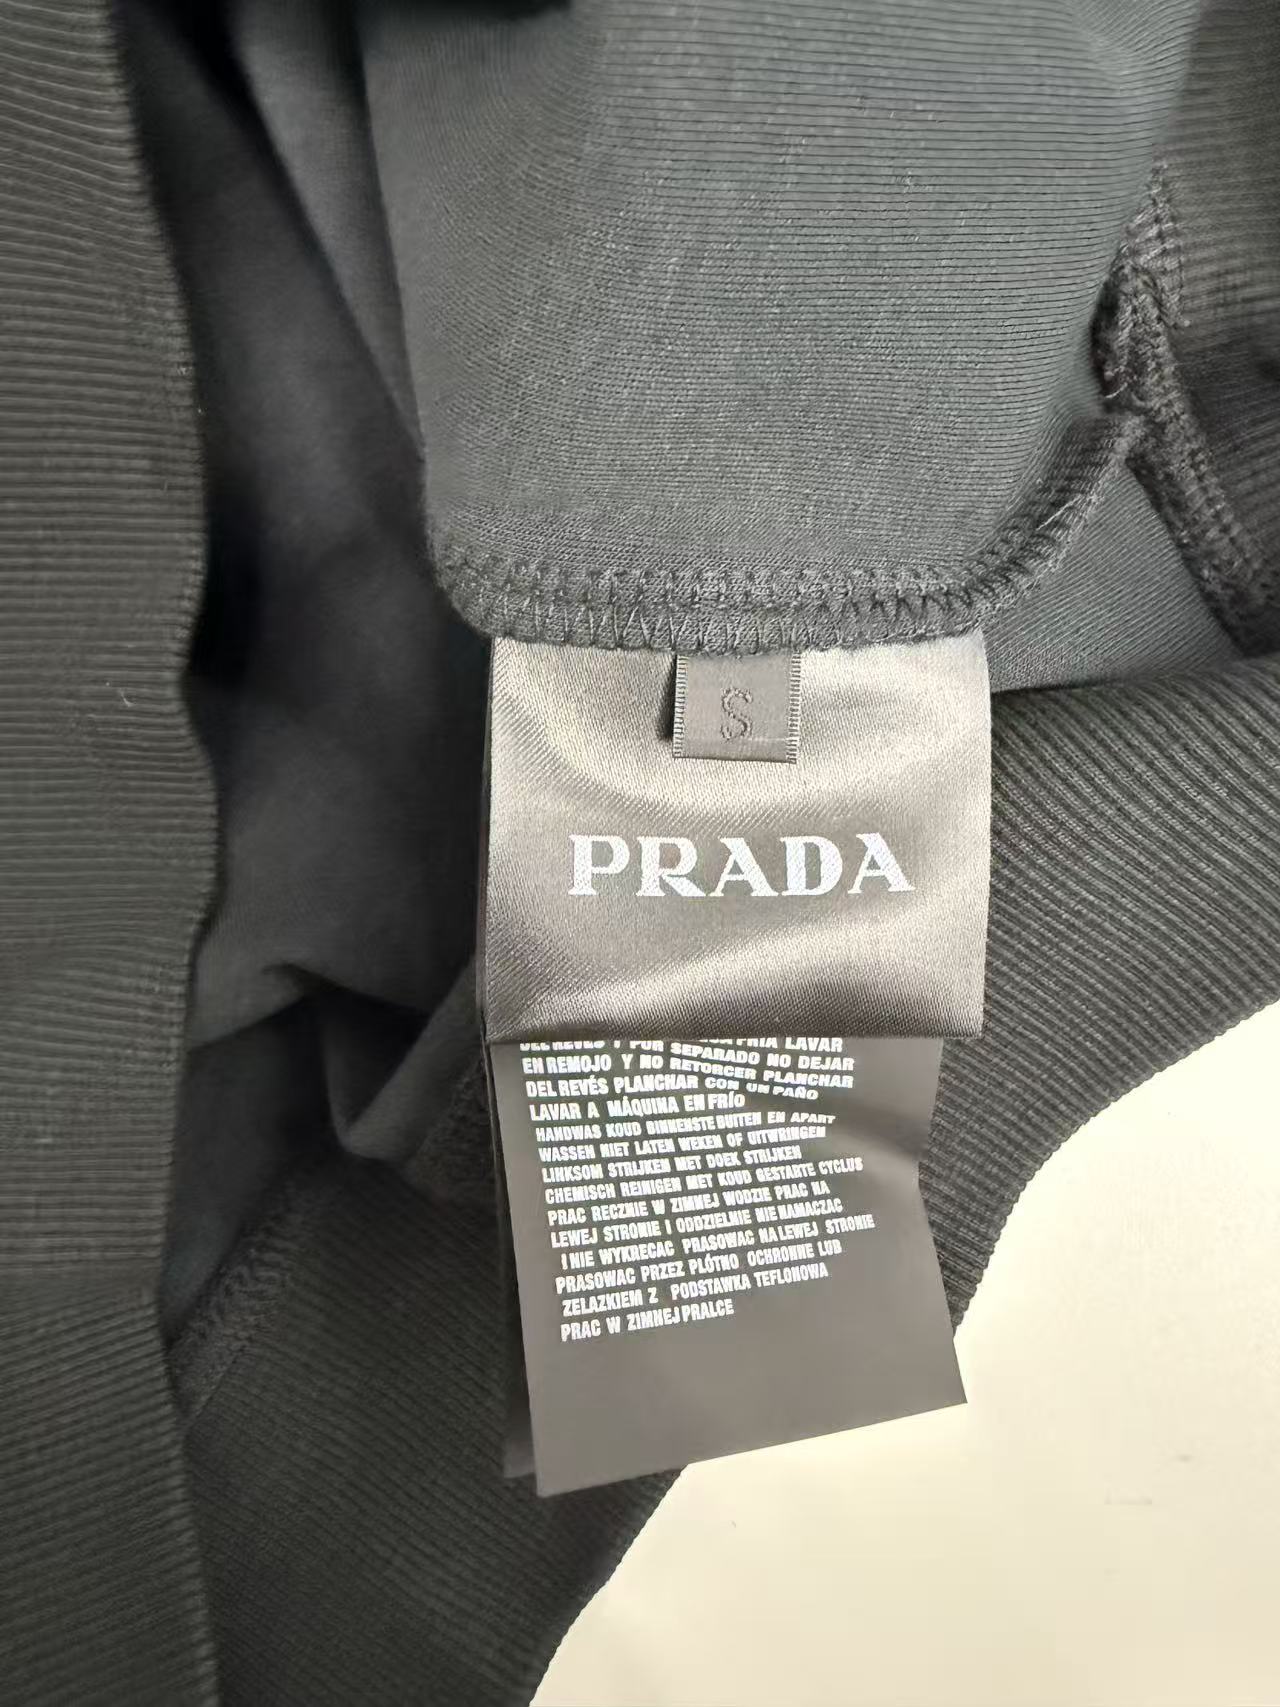 S
PRADA
DEL REVÉS Y POR SEPARADO FRIA LAVAR
EN REMOJO Y NO RETORCER PLANCHAR
DEL REVÉS PLANCHAR CON UN PAÑO
LAVAR A MÁQUINA EN FRÍO
HANDWAS KOUD BINNENSTE BUITEN EN APART
WASSEN NIET LATEN WEKEN OF UITWRINGEN
LINKSOM STRIJKEN MET DOEK STRIJKEN
CHEMISCH REINIGEN MET KOUD GESTARTE CYCLUS
PRAC RECZNIE W ZIMNEJ WODZIE PRAC NA
LEWEJ STRONIE I ODDZIELNIE NIE NAMACZAC
I NIE WYKRECAC PRASOWAC NA LEWEJ STRONIE
PRASOWAC PRZEZ PLÓTNO OCHRONNE LUB
ZELAZKIEM Z PODSTAWKA TEFLONOWA
PRAC W ZIMNEJ PRALCE